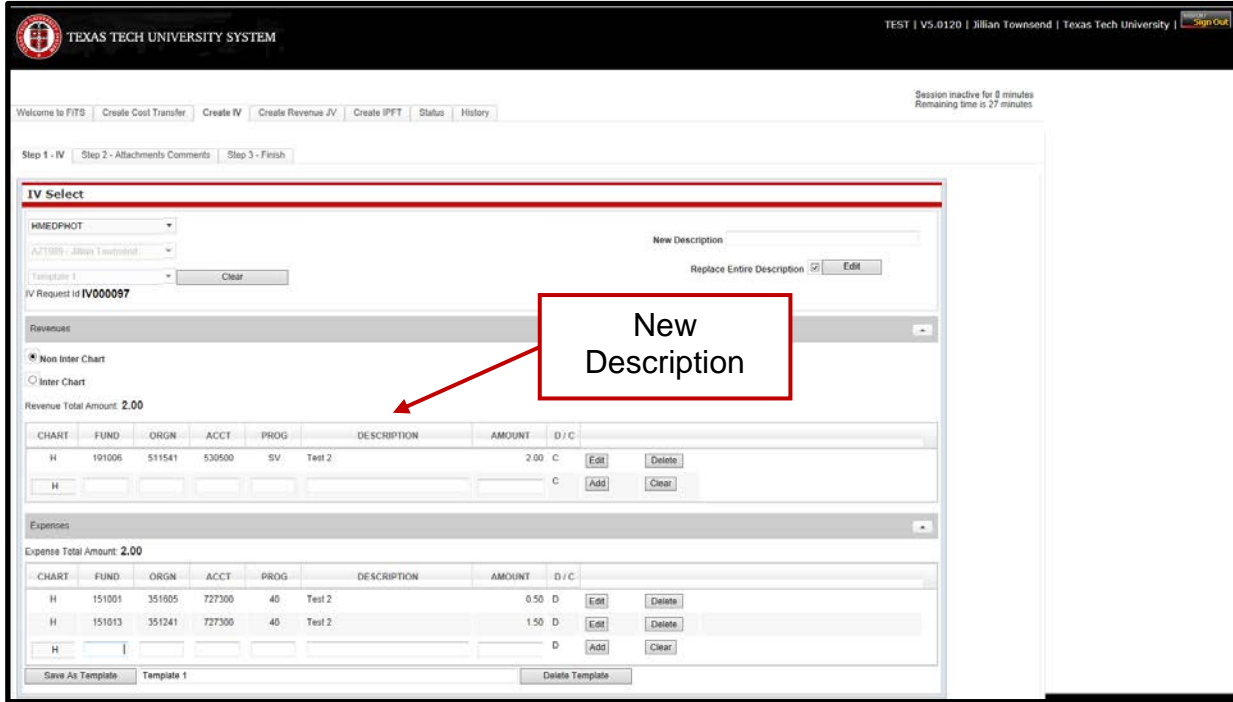 TEXAS TECH UNIVERSITY SYSTEM
TEST | V5.0120 | Jillian Townsend | Texas Tech University | Sign Out
Session inactive for 8 minutes
Remaining time is 27 minutes
Welcome to FiTS Create Cost Transfer Create IV Create Revenue JV Create IPFT Status History
Step 1 - IV Step 2 - Attachments Comments Step 3 - Finish
IV Select
HMEDPHOT
New Description
Jillian Townsend
Replace Entire Description Edit
Template 1 Clear
IV Request Id IV000097
New
Description
Revenues
Non Inter Chart
Inter Chart
Revenue Total Amount: 2.00
CHART FUND ORGN ACCT PROG DESCRIPTION AMOUNT D / C
H 191006 511541 530500 SV Test 2 2.00 C Edit Delete
H C Add Clear
Expenses
Expense Total Amount: 2.00
CHART FUND ORGN ACCT PROG DESCRIPTION AMOUNT D / C
H 151001 351605 727300 40 Test 2 0.50 D Edit Delete
H 151013 351241 727300 40 Test 2 1.50 D Edit Delete
H D Add Clear
Save As Template Template 1 Delete Template